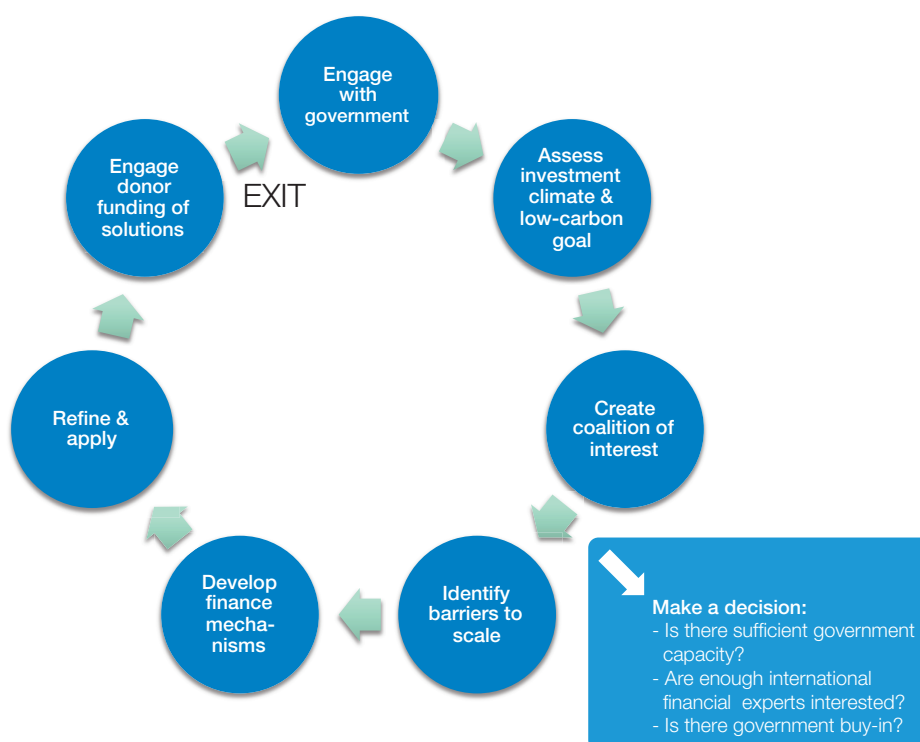 Engage
with
government
Assess
investment
climate &
low-carbon
goal
Create
coalition of
interest
Identify
barriers to
scale
Develop
finance
mecha-
nisms
Refine &
apply
Engage
donor
funding of
solutions
EXIT
Make a decision:
- Is there sufficient government
capacity?
- Are enough international
financial experts interested?
- Is there government buy-in?